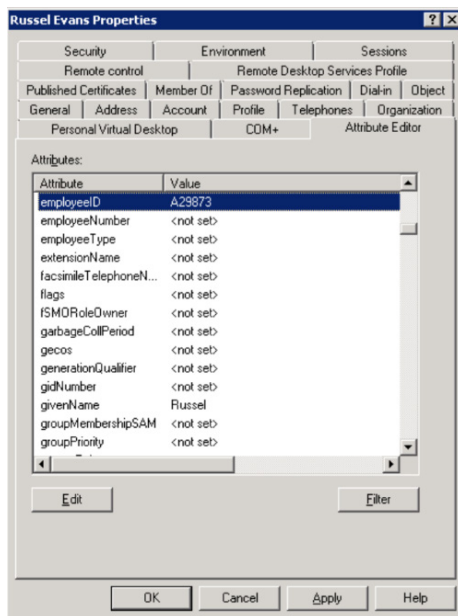 Russel Evans Properties
Security Environment Sessions
Remote control Remote Desktop Services Profile
Published Certificates Member Of Password Replication Dial-in Object
General Address Account Profile Telephones Organization
Personal Virtual Desktop COM+ Attribute Editor
Attributes:
Attribute Value
employeeID A29873
employeeNumber <not set>
employeeType <not set>
extensionName <not set>
facsimileTelephoneN... <not set>
flags <not set>
fSMORoleOwner <not set>
garbageCollPeriod <not set>
gecos <not set>
generationQualifier <not set>
gidNumber <not set>
givenName Russel
groupMembershipSAM <not set>
groupPriority <not set>
Edit Filter
OK Cancel Apply Help